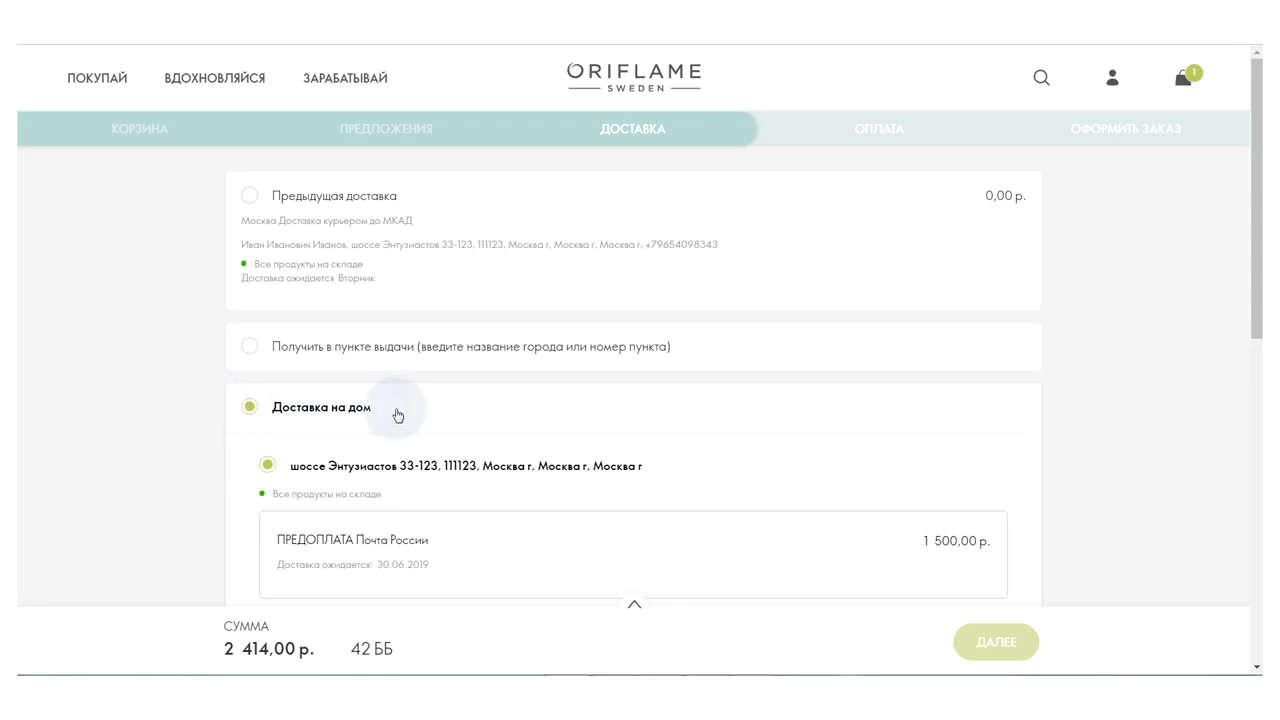 ПОКУПАЙ ВДОХНОВЛЯЙСЯ ЗАРАБАТЫВАЙ ORIFLAME
SWEDEN
1
КОРЗИНА ПРЕДЛОЖЕНИЯ ДОСТАВКА ОПЛАТА ОФОРМИТЬ ЗАКАЗ
Предыдущая доставка 0,00 р.
Москва Доставка курьером до МКАД
Иван Иванович Иванов, шоссе Энтузиастов 33-123, 111123, Москва г, Москва г, Москва г, +79654098343
Все продукты на складе
Доставка ожидается Вторник
Получить в пункте выдачи (введите название города или номер пункта)
Доставка на дом
шоссе Энтузиастов 33-123, 111123, Москва г, Москва г, Москва г
Все продукты на складе
ПРЕДОПЛАТА Почта России 1 500,00 р.
Доставка ожидается: 30.06.2019
СУММА
2 414,00 р. 42 ББ
ДАЛЕЕ